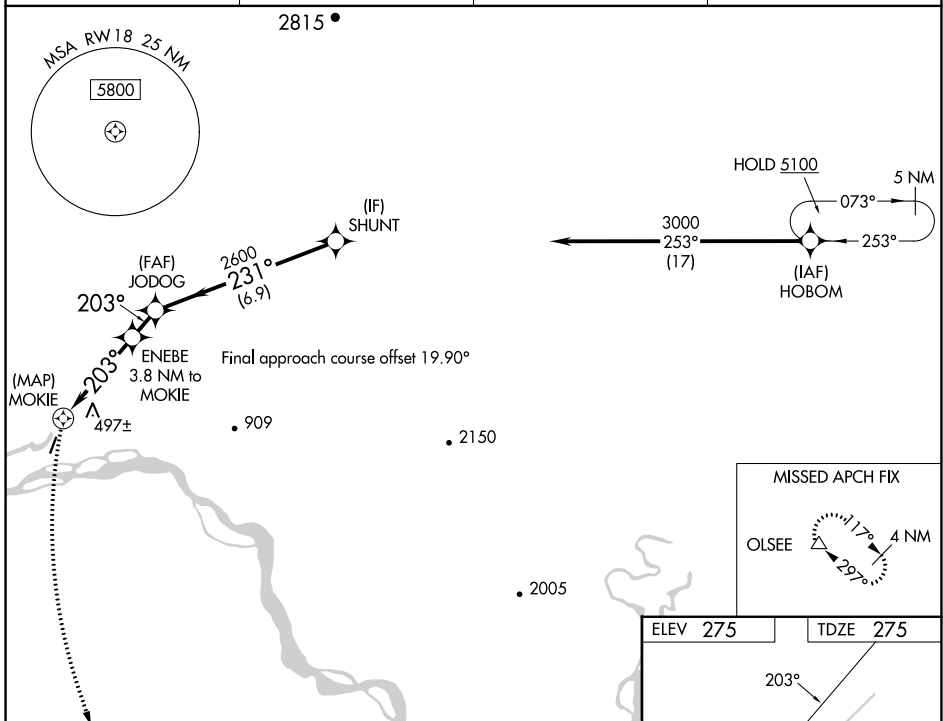 2815
MSA RW18 25 NM
5800
HOLD 5100
5 NM
073°
253°
3000
253°
(17)
(IAF)
HOBOM
(IF)
SHUNT
2600
231°
(6.9)
(FAF)
JODOG
203°
ENEBE
3.8 NM to
MOKIE
Final approach course offset 19.90°
203°
(MAP)
MOKIE
497±
909
2150
2005
MISSED APCH FIX
OLSEE
117°
4 NM
297°
ELEV 275
TDZE 275
203°